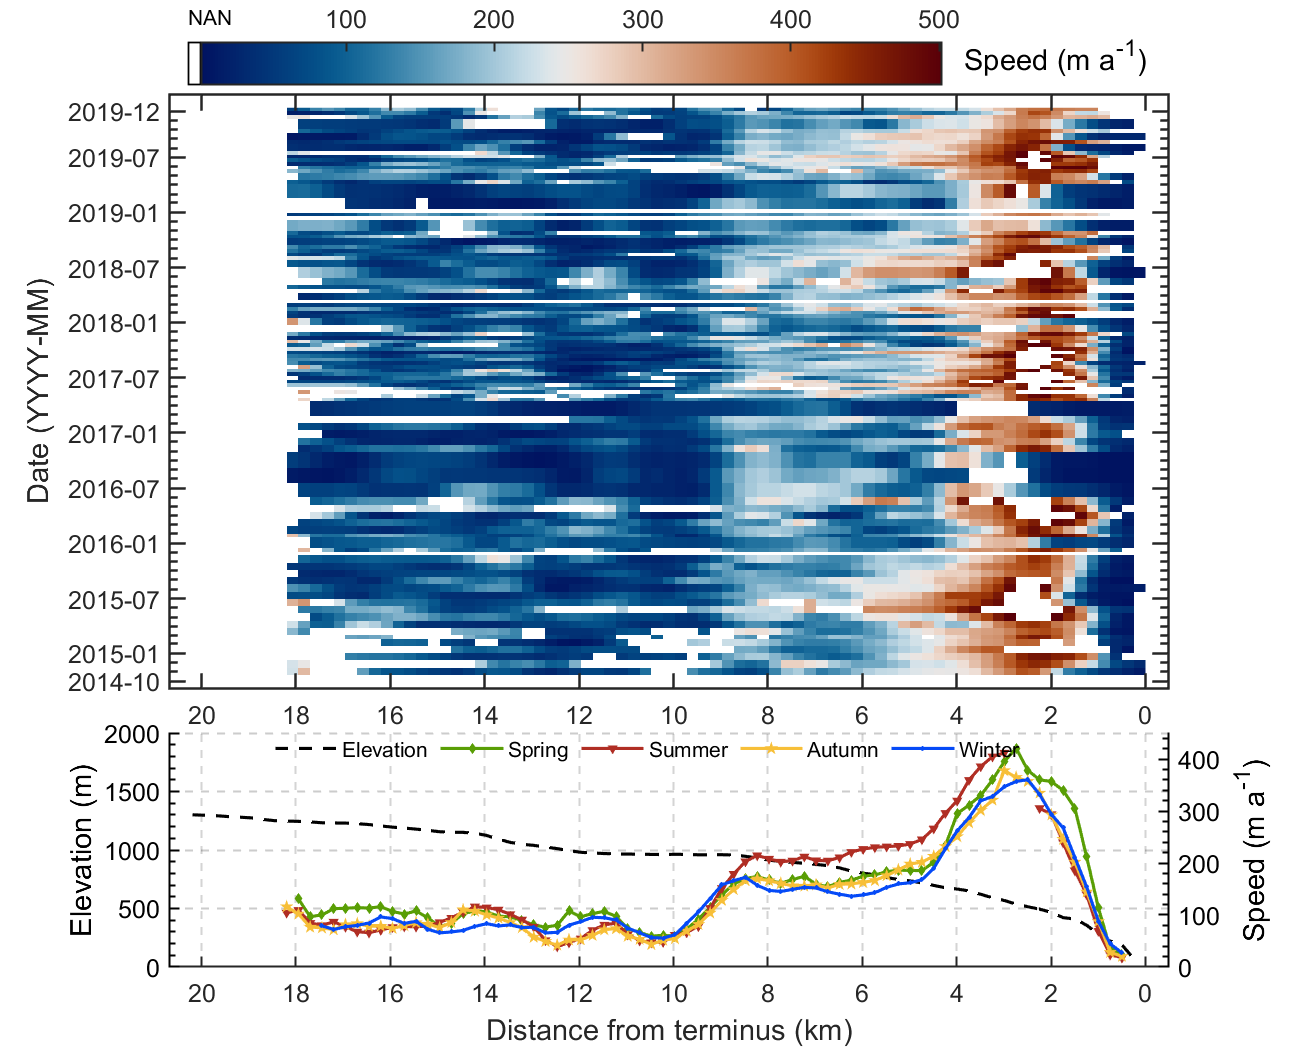 NAN 100 200 300 400 500
Speed (m a-1)
Date (YYYY-MM)
2019-12
2019-07
2019-01
2018-07
2018-01
2017-07
2017-01
2016-07
2016-01
2015-07
2015-01
2014-10
20 18 16 14 12 10 8 6 4 2 0
Elevation Spring Summer Autumn Winter
Elevation (m)
2000
1500
1000
500
0
400
300
200
100
0
Speed (m a-1)
20 18 16 14 12 10 8 6 4 2 0
Distance from terminus (km)